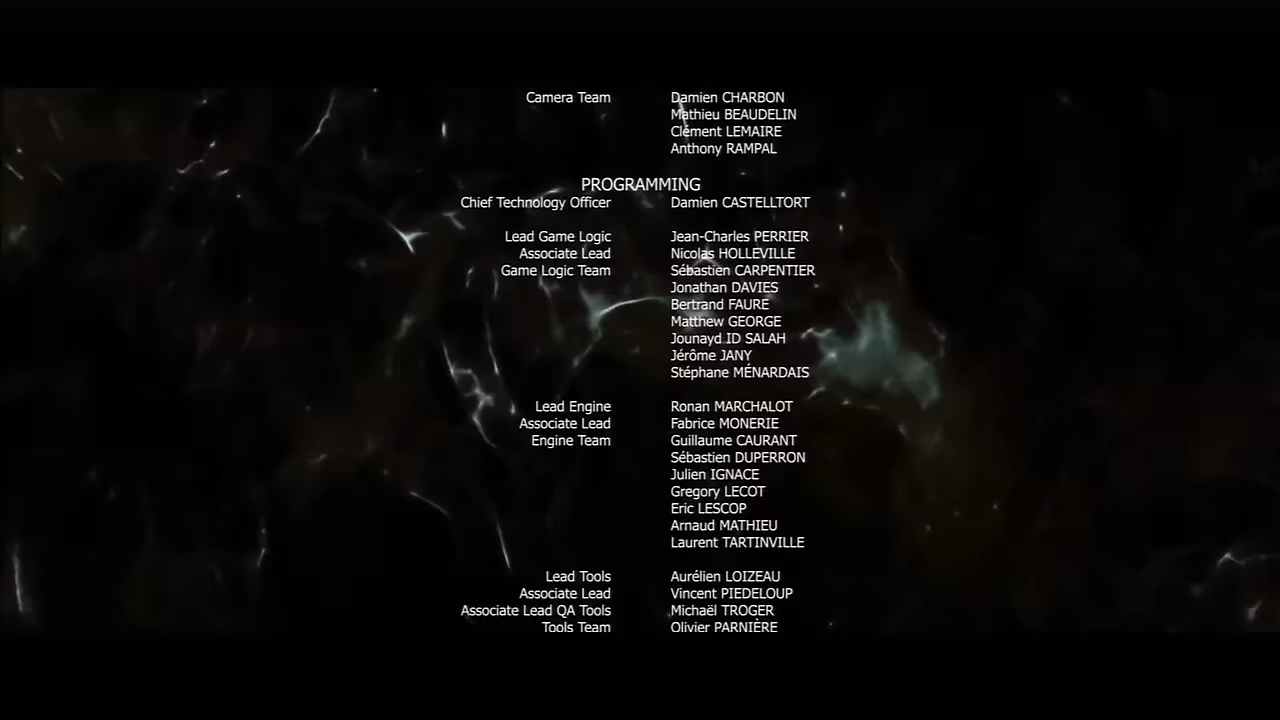 Camera Team Damien CHARBON
Mathieu BEAUDELIN
Clément LEMAIRE
Anthony RAMPAL
PROGRAMMING
Chief Technology Officer Damien CASTELLTORT
Lead Game Logic Jean-Charles PERRIER
Associate Lead Nicolas HOLLEVILLE
Game Logic Team Sébastien CARPENTIER
Jonathan DAVIES
Bertrand FAURE
Matthew GEORGE
Jounayd ID SALAH
Jérôme JANY
Stéphane MÉNARDAIS
Lead Engine Ronan MARCHALOT
Associate Lead Fabrice MONERIE
Engine Team Guillaume CAURANT
Sébastien DUPERRON
Julien IGNACE
Gregory LECOT
Eric LESCOP
Arnaud MATHIEU
Laurent TARTINVILLE
Lead Tools Aurélien LOIZEAU
Associate Lead Vincent PIEDELOUP
Associate Lead QA Tools Michaël TROGER
Tools Team Olivier PARNIÈRE